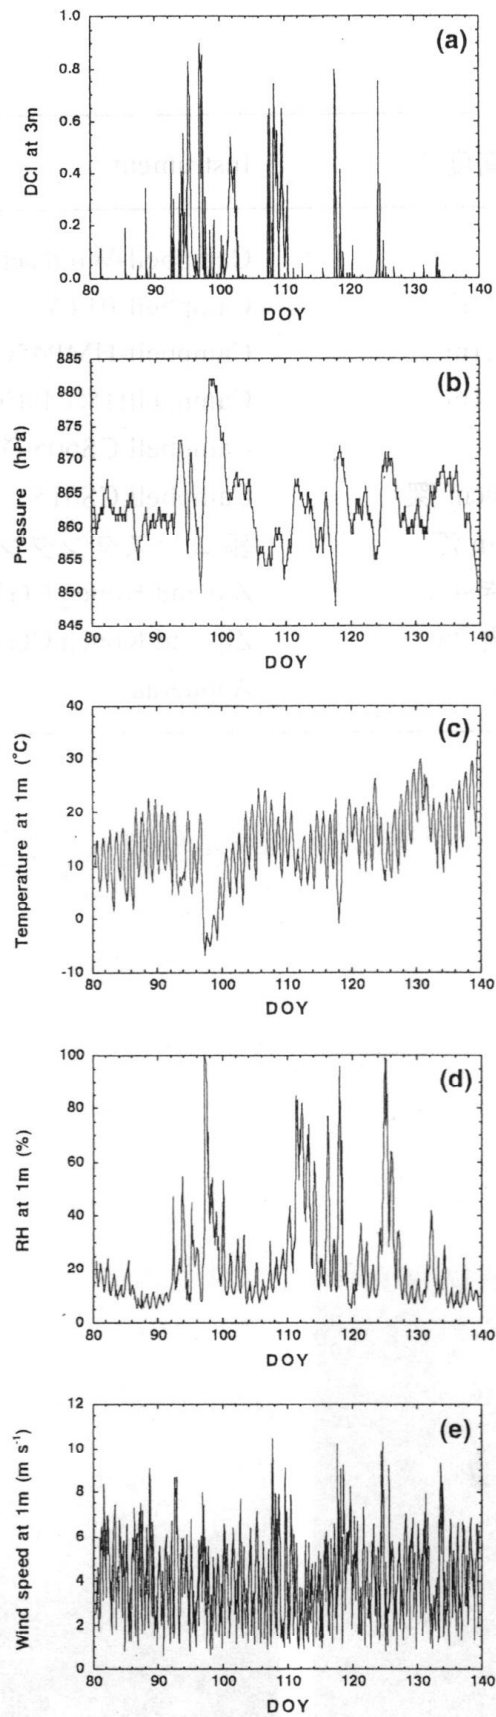 (a)
DCI at 3m
1.0
0.8
0.6
0.4
0.2
0.0
80 90 100 110 120 130 140
DOY
(b)
Pressure (hPa)
885
880
875
870
865
860
855
850
845
80 90 100 110 120 130 140
DOY
(c)
Temperature at 1m (°C)
40
30
20
10
0
-10
80 90 100 110 120 130 140
DOY
(d)
RH at 1m (%)
100
80
60
40
20
0
80 90 100 110 120 130 140
DOY
(e)
Wind speed at 1m (m s-1)
12
10
8
6
4
2
0
80 90 100 110 120 130 140
DOY